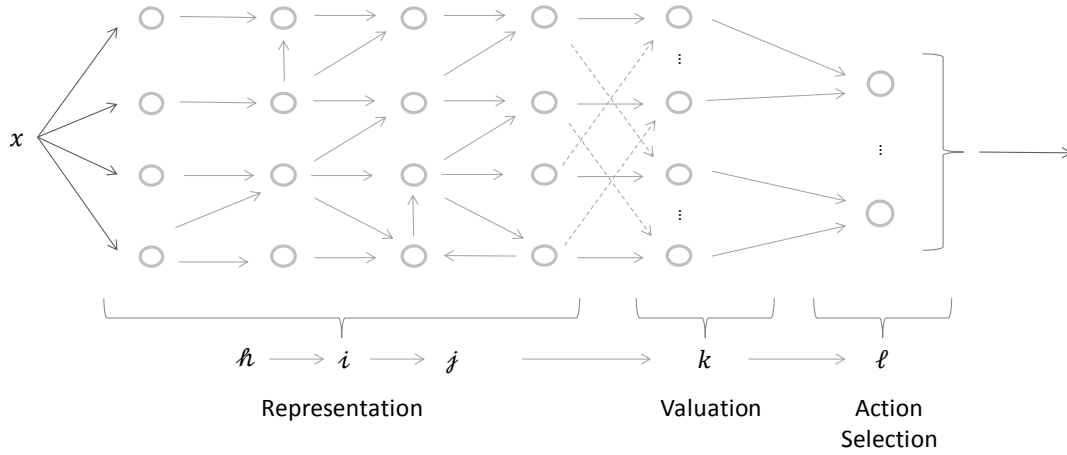 x
...
...
...
ℎ i j k ℓ
Representation Valuation Action
Selection